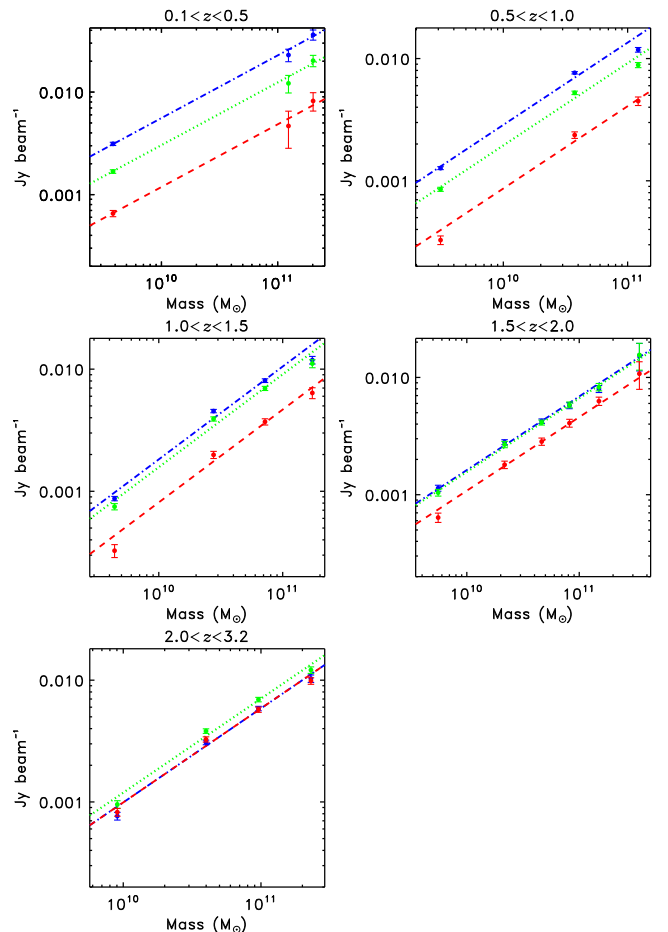 0.1<z<0.5
0.010
0.001
Jy beam⁻¹
10¹⁰
10¹¹
Mass (M☉)
0.5<z<1.0
0.010
0.001
Jy beam⁻¹
10¹⁰
10¹¹
Mass (M☉)
1.0<z<1.5
0.010
0.001
Jy beam⁻¹
10¹⁰
10¹¹
Mass (M☉)
1.5<z<2.0
0.010
0.001
Jy beam⁻¹
10¹⁰
10¹¹
Mass (M☉)
2.0<z<3.2
0.010
0.001
Jy beam⁻¹
10¹⁰
10¹¹
Mass (M☉)